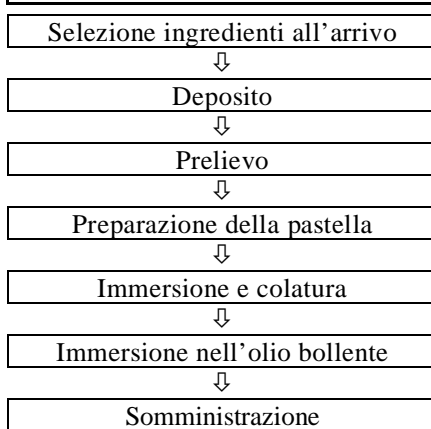 Selezione ingredienti all'arrivo
⇩
Deposito
⇩
Prelievo
⇩
Preparazione della pastella
⇩
Immersione e colatura
⇩
Immersione nell'olio bollente
⇩
Somministrazione